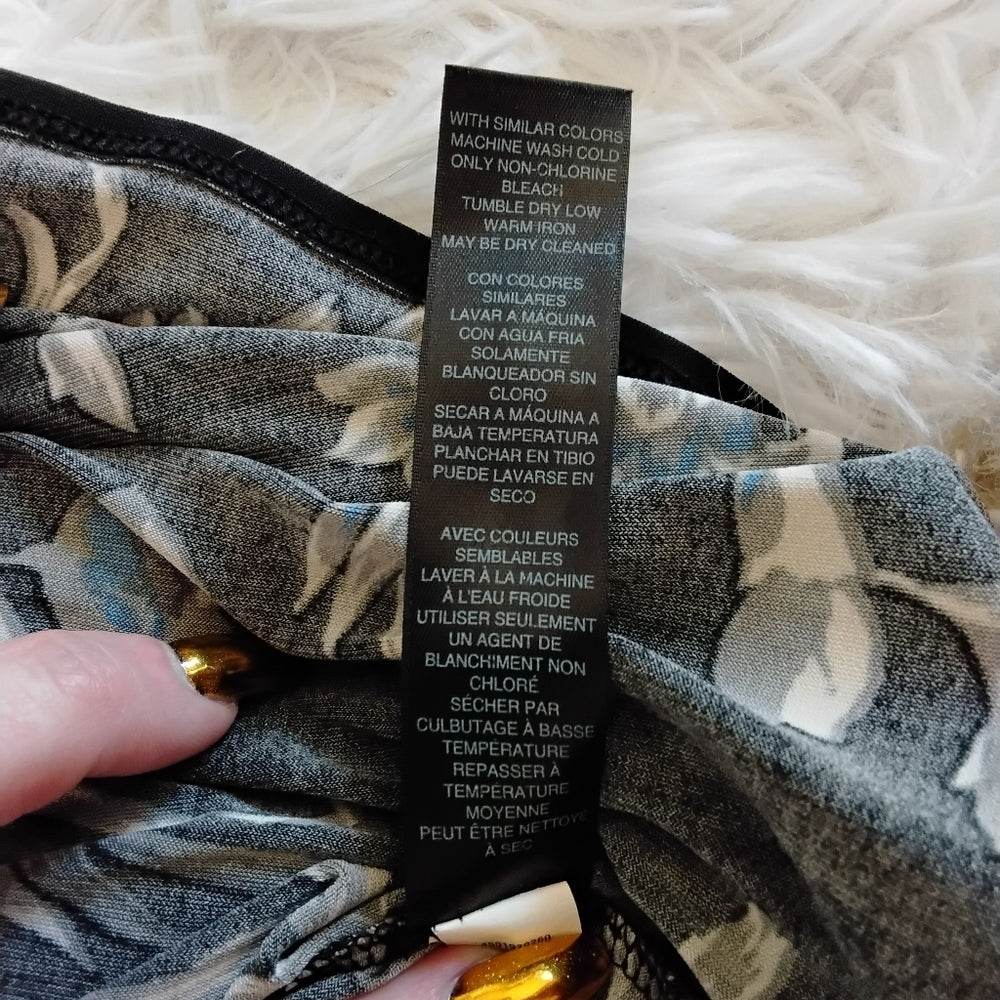 WITH SIMILAR COLORS
MACHINE WASH COLD
ONLY NON-CHLORINE
BLEACH
TUMBLE DRY LOW
WARM IRON
MAY BE DRY CLEANED
CON COLORES
SIMILARES
LAVAR A MÁQUINA
CON AGUA FRIA
SOLAMENTE
BLANQUEADOR SIN
CLORO
SECAR A MÁQUINA A
BAJA TEMPERATURA
PLANCHAR EN TIBIO
PUEDE LAVARSE EN
SECO
AVEC COULEURS
SEMBLABLES
LAVER À LA MACHINE
À L'EAU FROIDE
UTILISER SEULEMENT
UN AGENT DE
BLANCHIMENT NON
CHLORÉ
SÉCHER PAR
CULBUTAGE À BASSE
TEMPÉRATURE
REPASSER À
TEMPÉRATURE
MOYENNE
PEUT ÊTRE NETTOYÉ
À SEC